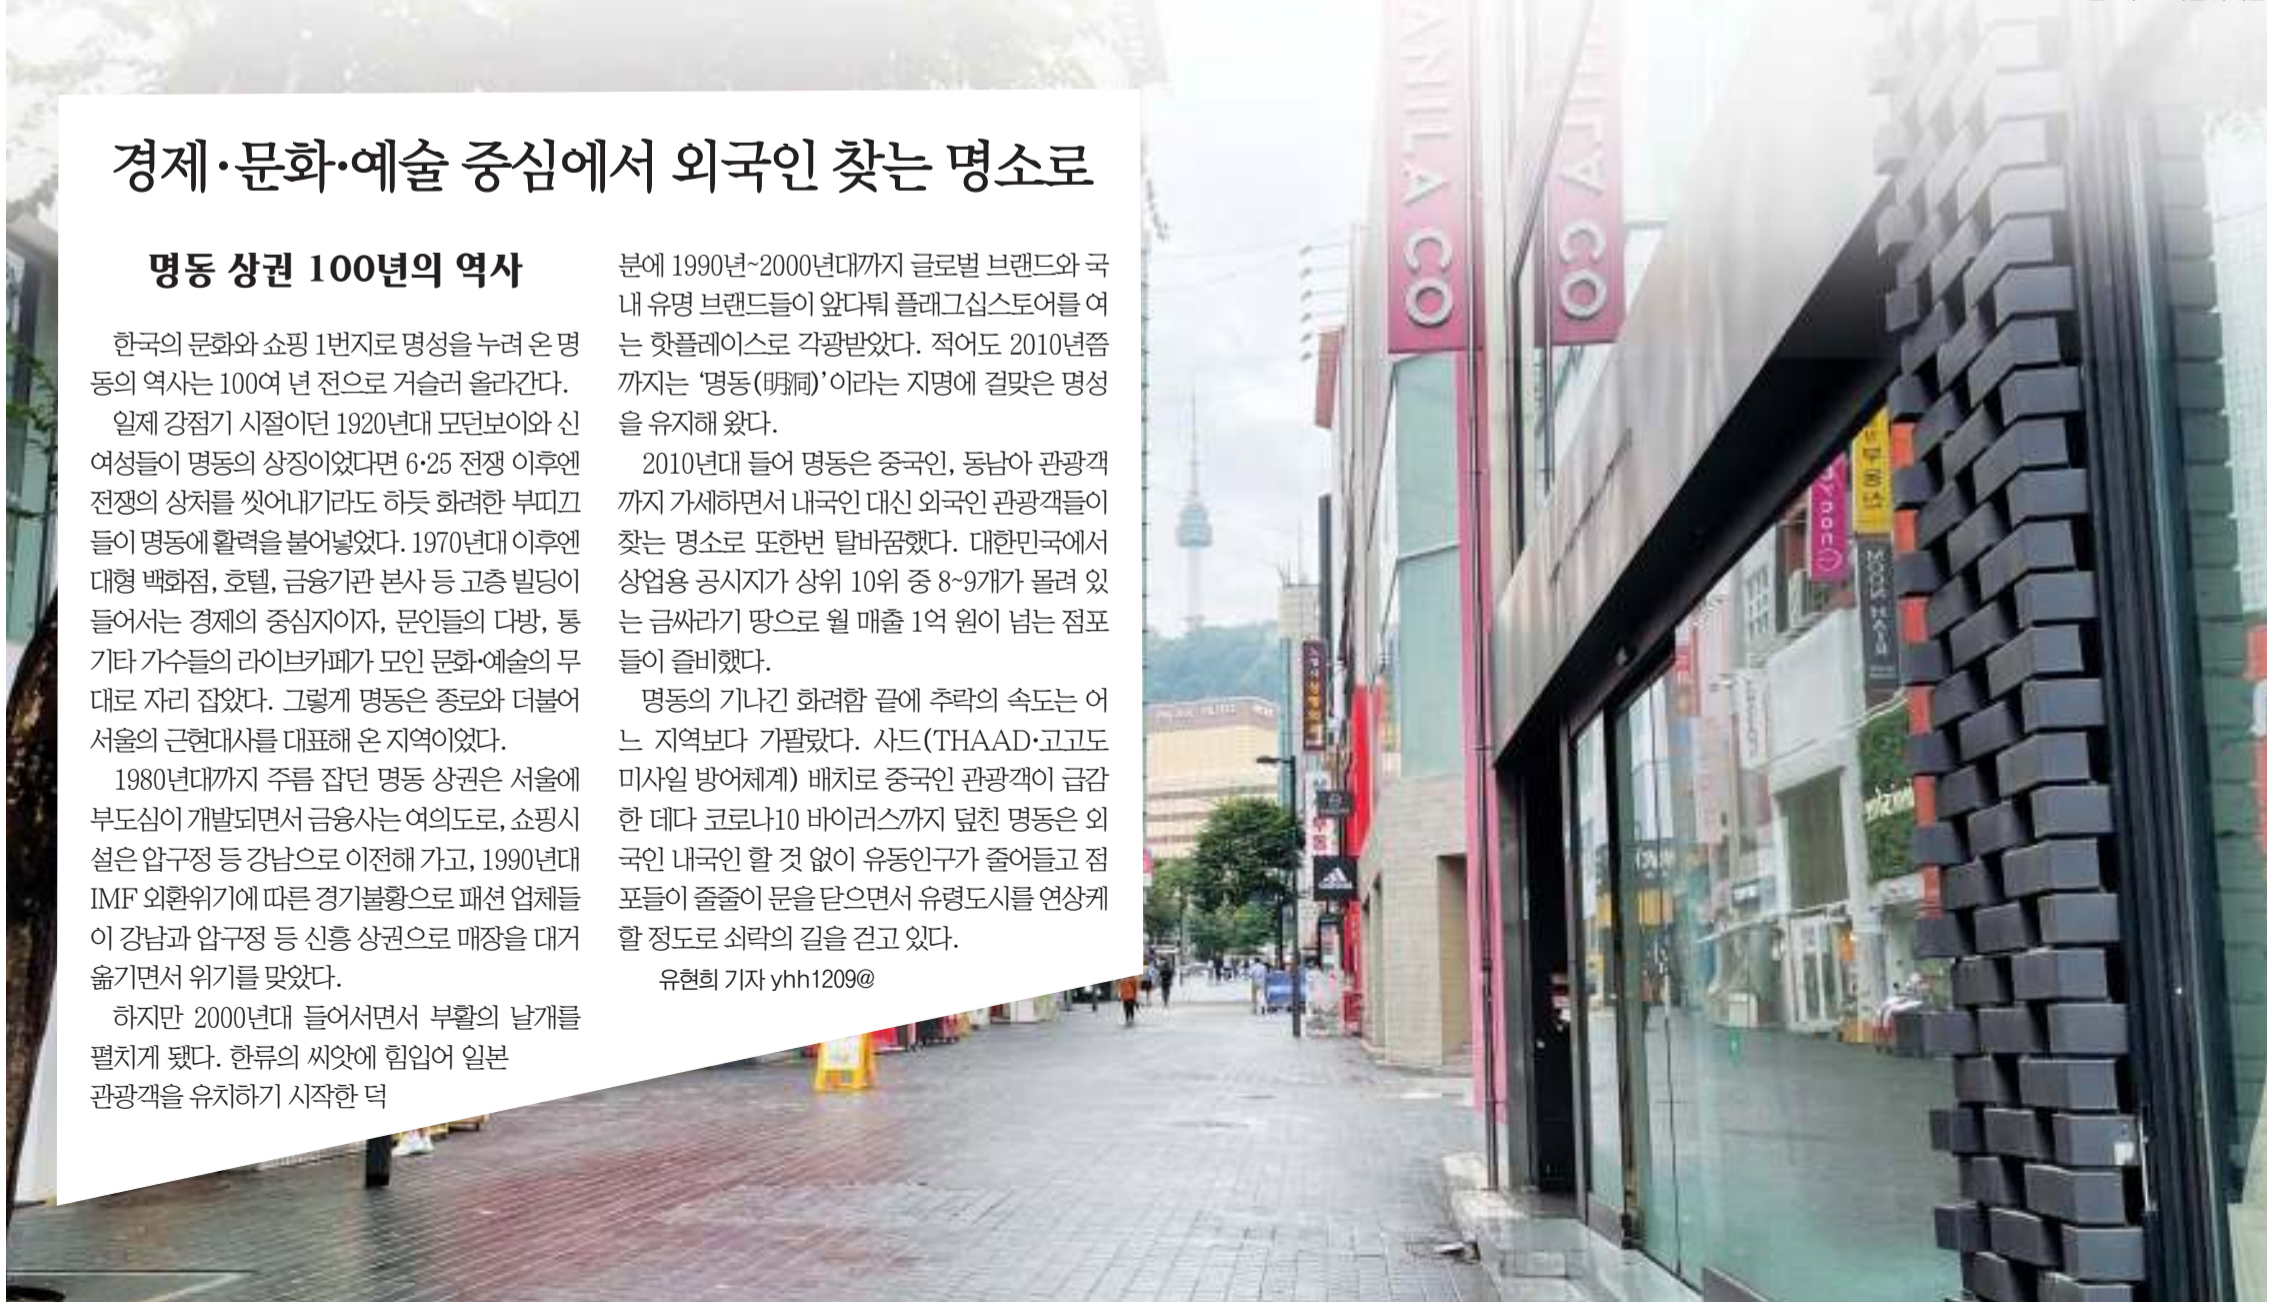 경제·문화·예술 중심에서 외국인 찾는 명소로
명동 상권 100년의 역사
한국의 문화와 쇼핑 1번지로 명성을 누려 온 명
동의 역사는 100여 년 전으로 거슬러 올라간다.
일제 강점기 시절이던 1920년대 모던보이와 신
여성들이 명동의 상징이었다면 6·25 전쟁 이후엔
전쟁의 상처를 씻어내기라도 하듯 화려한 부띠끄
들이 명동에 활력을 불어넣었다. 1970년대 이후엔
대형 백화점, 호텔, 금융기관 본사 등 고층 빌딩이
들어서는 경제의 중심지이자, 문인들의 다방, 통
기타 가수들의 라이브카페가 모인 문화·예술의 무
대로 자리 잡았다. 그렇게 명동은 종로와 더불어
서울의 근현대사를 대표해 온 지역이었다.
1980년대까지 주름 잡던 명동 상권은 서울에
부도심이 개발되면서 금융사는 여의도로, 쇼핑시
설은 압구정 등 강남으로 이전해 가고, 1990년대
IMF 외환위기에 따른 경기불황으로 패션 업체들
이 강남과 압구정 등 신흥 상권으로 매장을 대거
옮기면서 위기를 맞았다.
하지만 2000년대 들어서면서 부활의 날개를
펼치게 됐다. 한류의 씨앗에 힘입어 일본
관광객을 유치하기 시작한 덕
분에 1990년~2000년대까지 글로벌 브랜드와 국
내 유명 브랜드들이 앞다퉈 플래그십스토어를 여
는 핫플레이스로 각광받았다. 적어도 2010년쯤
까지는 ‘명동(明洞)’이라는 지명에 걸맞은 명성
을 유지해 왔다.
2010년대 들어 명동은 중국인, 동남아 관광객
까지 가세하면서 내국인 대신 외국인 관광객들이
찾는 명소로 또한번 탈바꿈했다. 대한민국에서
상업용 공시지가 상위 10위 중 8~9개가 몰려 있
는 금싸라기 땅으로 월 매출 1억 원이 넘는 점포
들이 즐비했다.
명동의 기나긴 화려함 끝에 추락의 속도는 어
느 지역보다 가팔랐다. 사드(THAAD·고고도
미사일 방어체계) 배치로 중국인 관광객이 급감
한 데다 코로나10 바이러스까지 덮친 명동은 외
국인 내국인 할 것 없이 유동인구가 줄어들고 점
포들이 줄줄이 문을 닫으면서 유령도시를 연상케
할 정도로 쇠락의 길을 걷고 있다.
유현희 기자 yhh1209@
ANILA CO
ILA CO